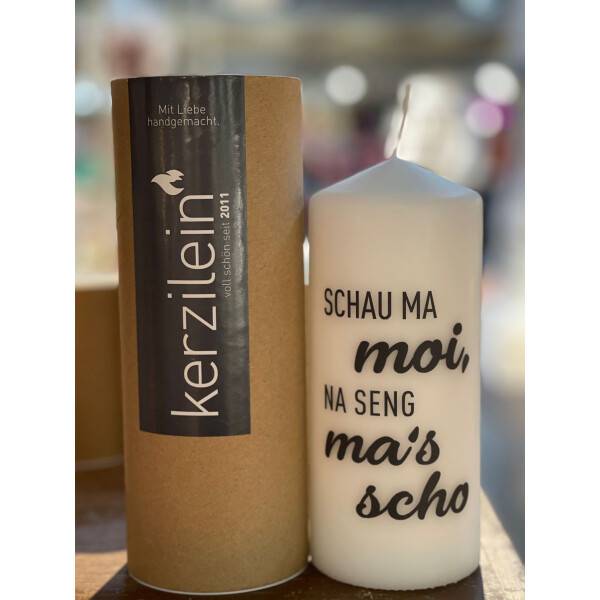 Mit Liebe
handgemacht.
kerzilein
voll schön seit 2011
SCHAU MA
moi,
NA SENG
ma's
scho